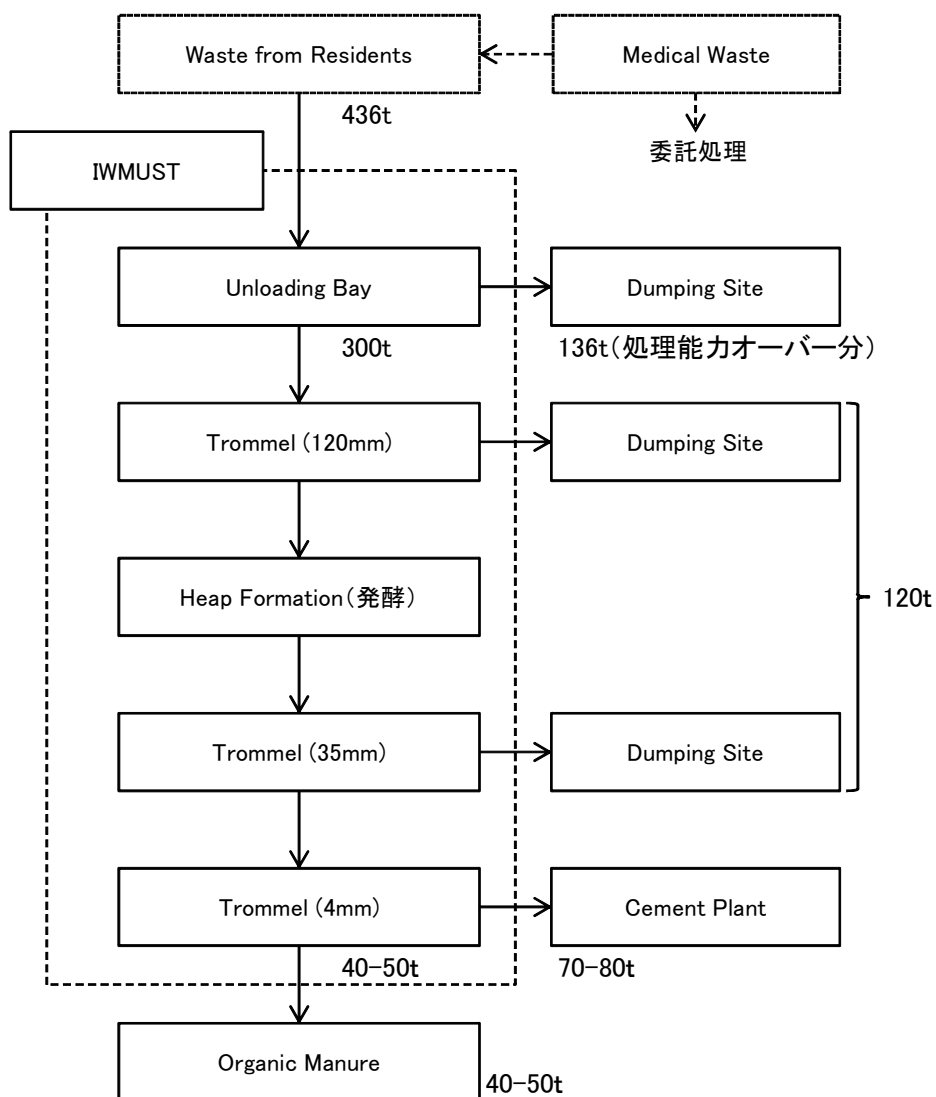 Waste from Residents
Medical Waste
436t
委託処理
IWMUST
Unloading Bay
Dumping Site
300t
136t(処理能力オーバー分)
Trommel (120mm)
Dumping Site
Heap Formation(発酵)
120t
Trommel (35mm)
Dumping Site
Trommel (4mm)
Cement Plant
40-50t
70-80t
Organic Manure
40-50t